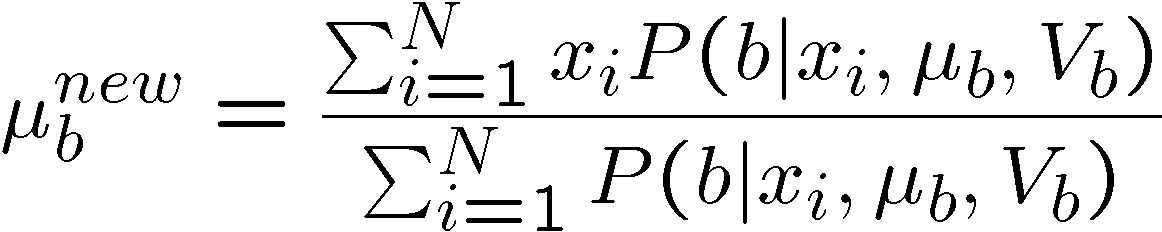 μ_b^{new} = \frac{\sum_{i=1}^{N} x_i P(b|x_i, μ_b, V_b)}{\sum_{i=1}^{N} P(b|x_i, μ_b, V_b)}